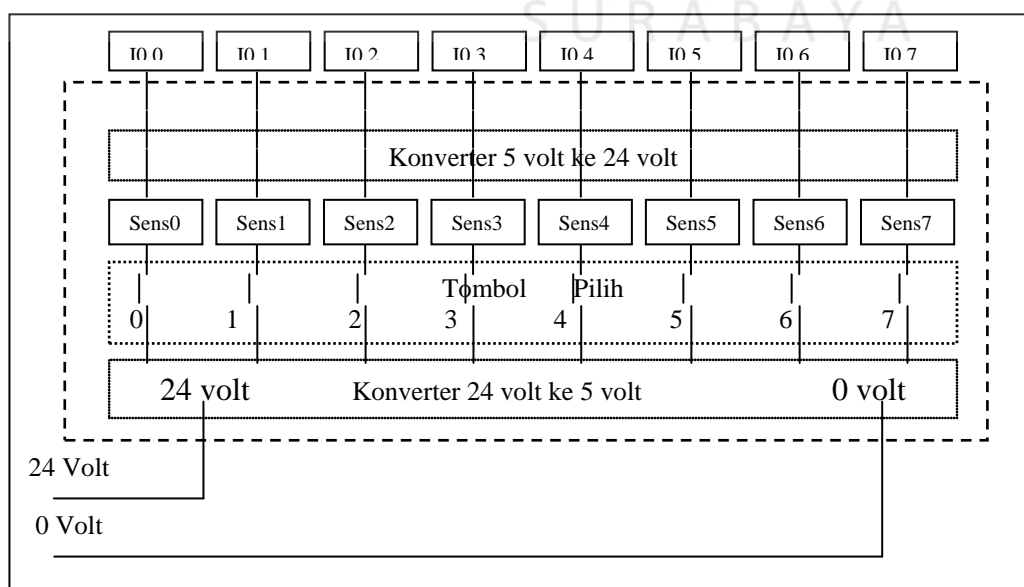 SURABAYA
I0.0 I0.1 I0.2 I0.3 I0.4 I0.5 I0.6 I0.7
Konverter 5 volt ke 24 volt
Sens0 Sens1 Sens2 Sens3 Sens4 Sens5 Sens6 Sens7
Tombol Pilih
0 1 2 3 4 5 6 7
24 volt Konverter 24 volt ke 5 volt 0 volt
24 Volt
0 Volt